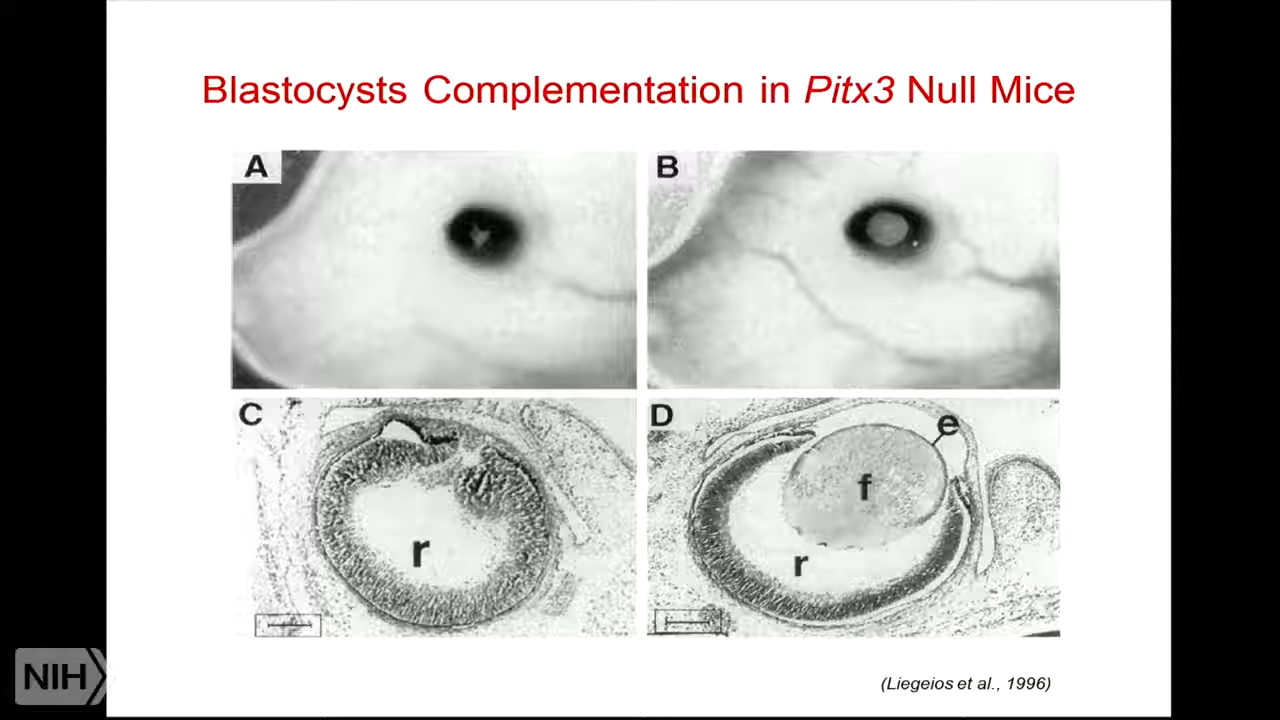 Blastocysts Complementation in Pitx3 Null Mice
A
B
C
D
r
e
f
r
NIH
(Liegeios et al., 1996)